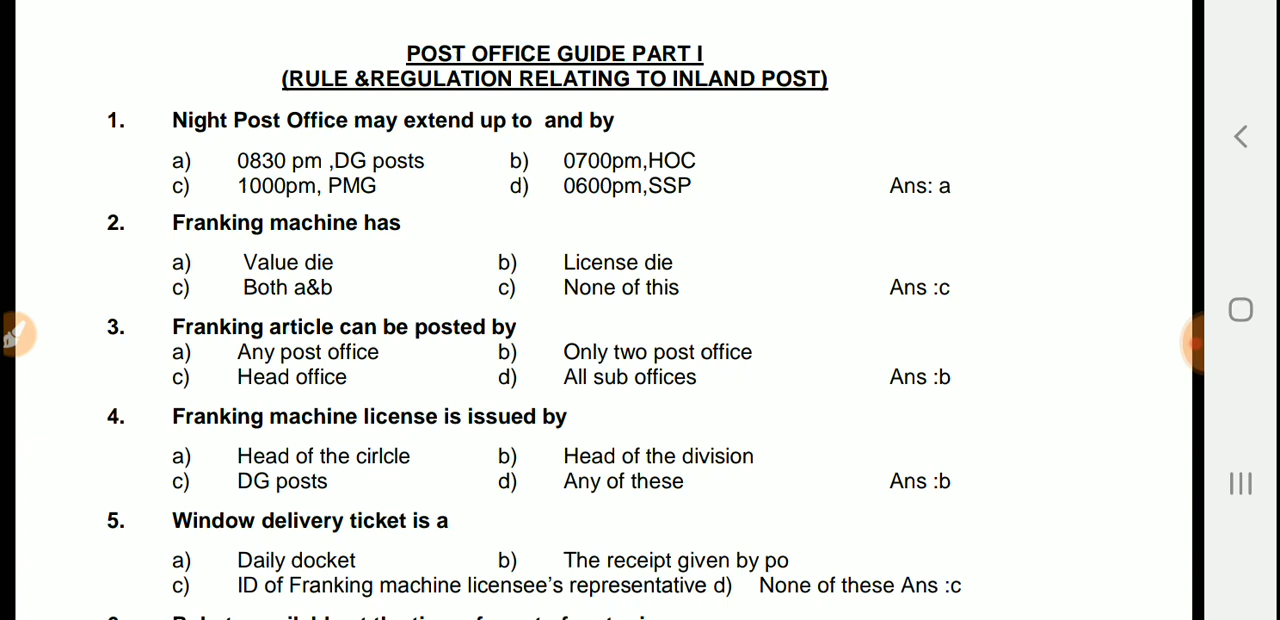 POST OFFICE GUIDE PART I
(RULE &REGULATION RELATING TO INLAND POST)
1. Night Post Office may extend up to and by
a) 0830 pm ,DG posts b) 0700pm,HOC
c) 1000pm, PMG d) 0600pm,SSP Ans: a
2. Franking machine has
a) Value die b) License die
c) Both a&b c) None of this Ans :c
3. Franking article can be posted by
a) Any post office b) Only two post office
c) Head office d) All sub offices Ans :b
4. Franking machine license is issued by
a) Head of the cirlcle b) Head of the division
c) DG posts d) Any of these Ans :b
5. Window delivery ticket is a
a) Daily docket b) The receipt given by po
c) ID of Franking machine licensee’s representative d) None of these Ans :c